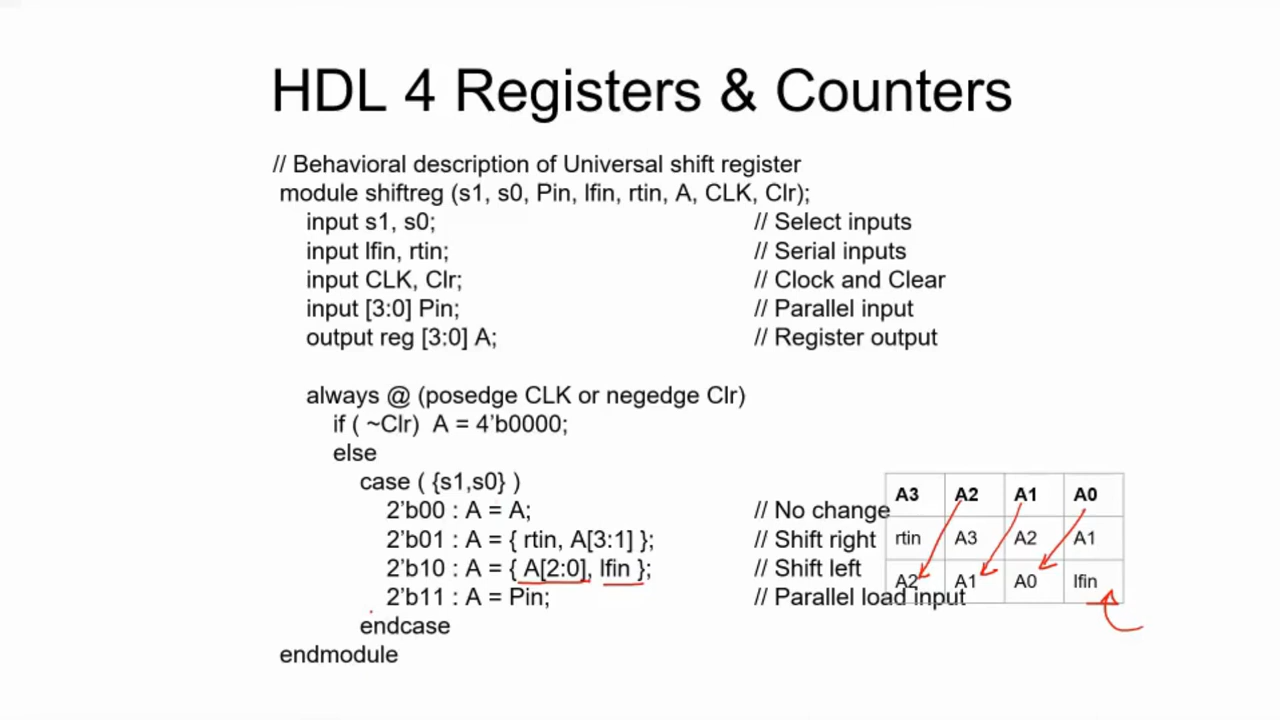 HDL 4 Registers & Counters
// Behavioral description of Universal shift register
module shiftreg (s1, s0, Pin, lfin, rtin, A, CLK, Clr);
input s1, s0; // Select inputs
input lfin, rtin; // Serial inputs
input CLK, Clr; // Clock and Clear
input [3:0] Pin; // Parallel input
output reg [3:0] A; // Register output
always @ (posedge CLK or negedge Clr)
if ( ~Clr) A = 4’b0000;
else
case ( {s1,s0} )
2’b00 : A = A; // No change
2’b01 : A = { rtin, A[3:1] }; // Shift right
2’b10 : A = { A[2:0], lfin }; // Shift left
2’b11 : A = Pin; // Parallel load input
endcase
endmodule
A3 A2 A1 A0
rtin A3 A2 A1
A2 A1 A0 lfin